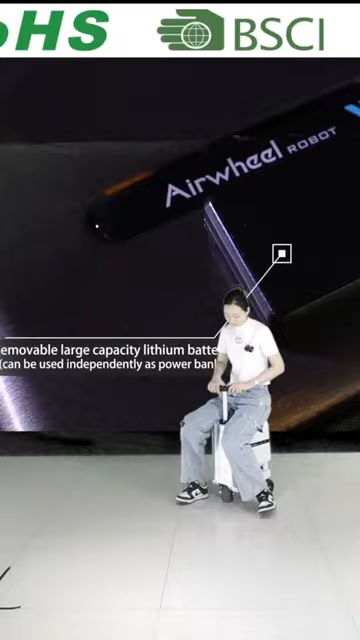 oHS
BSCI
Airwheel ROBOT
emovable large capacity lithium batte
(can be used independently as power ban